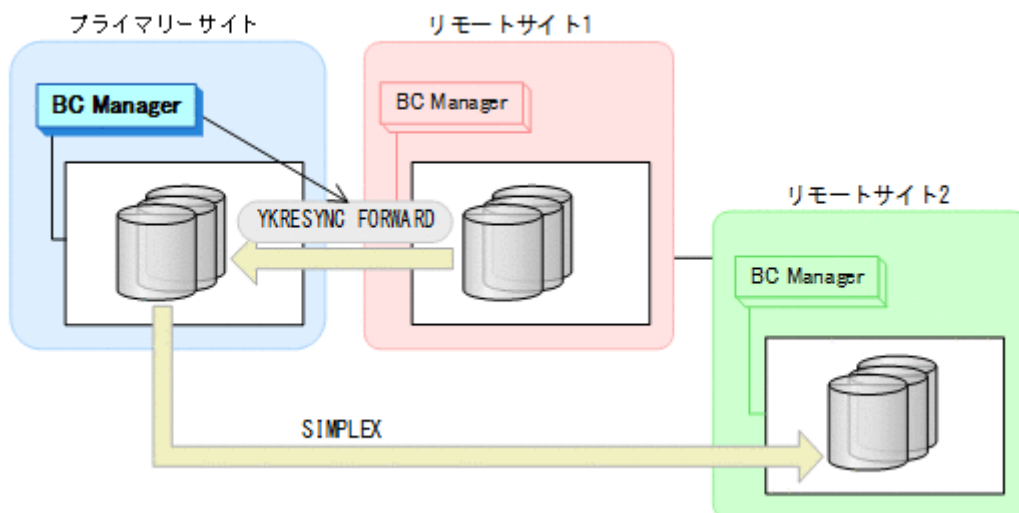 プライマリーサイト
リモートサイト1
BC Manager
BC Manager
リモートサイト2
YKRESYNC FORWARD
BC Manager
SIMPLEX